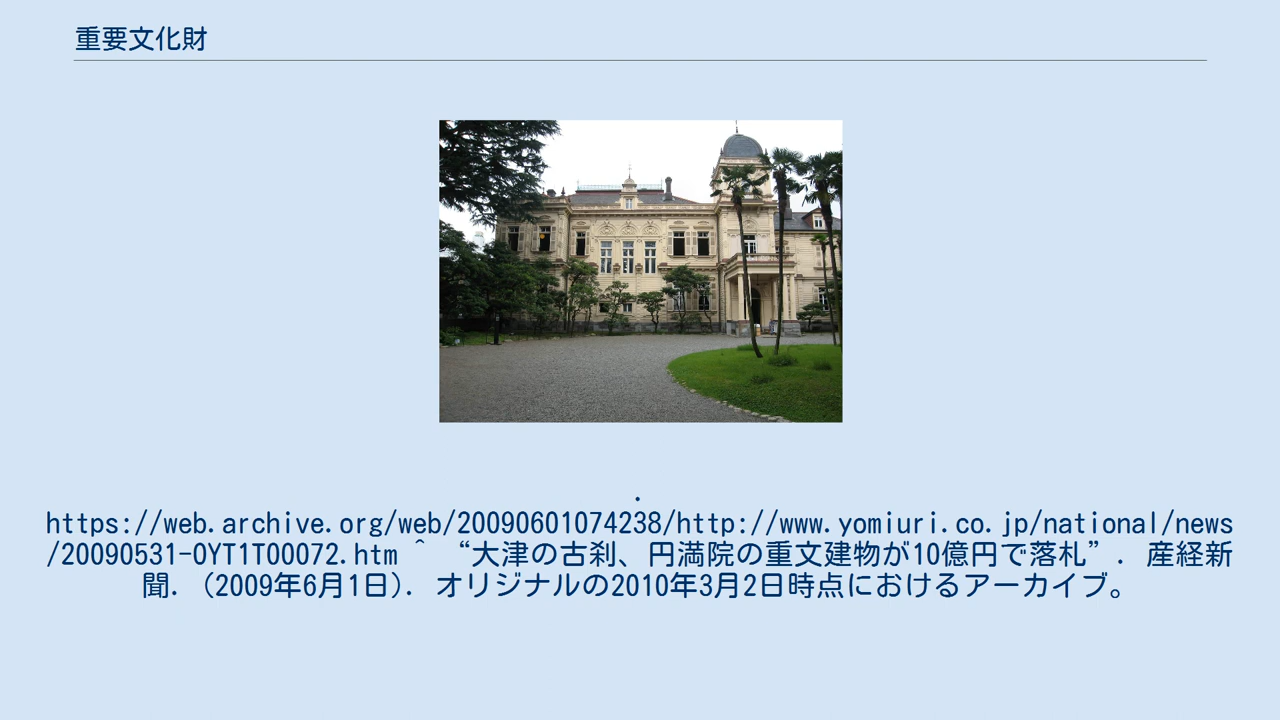 重要文化財
.
https://web.archive.org/web/20090601074238/http://www.yomiuri.co.jp/national/news
/20090531-OYT1T00072.htm ^ “大津の古刹、円満院の重文建物が10億円で落札”. 産経新
聞. (2009年6月1日). オリジナルの2010年3月2日時点におけるアーカイブ。